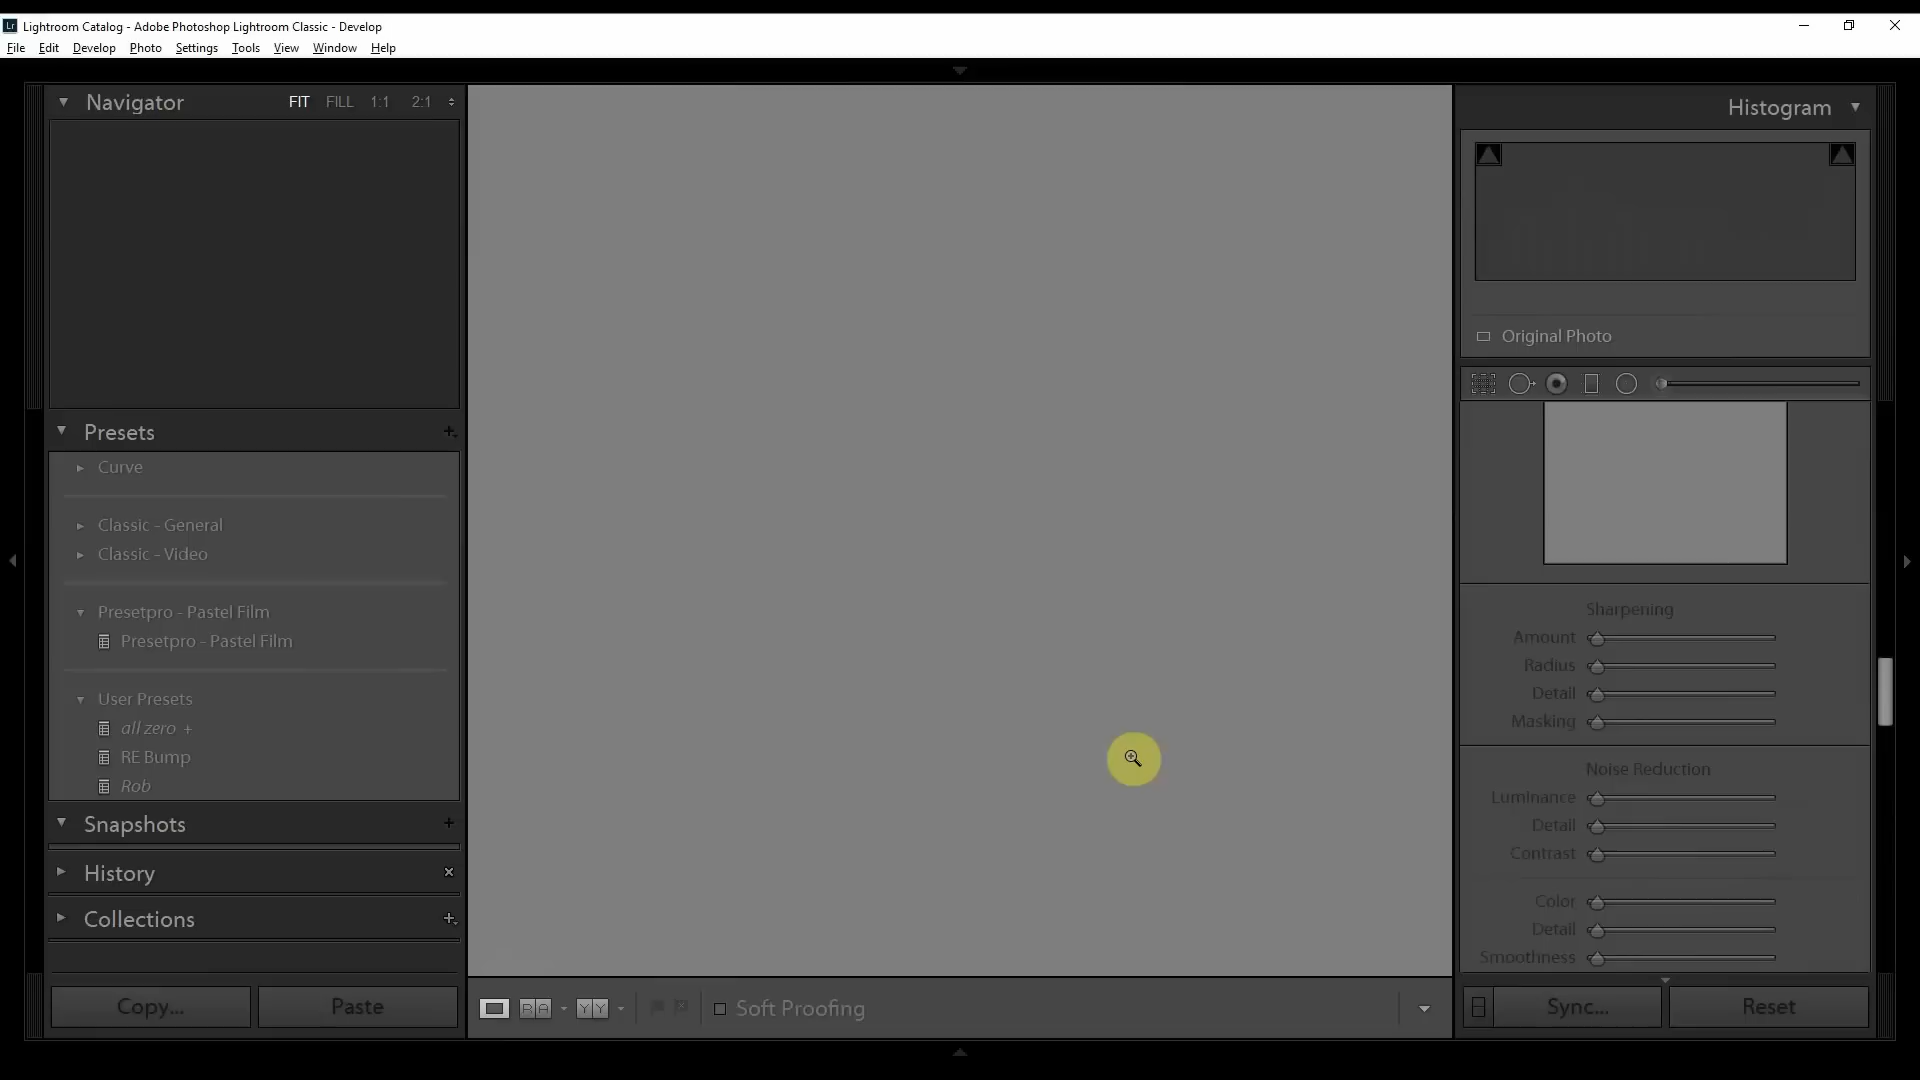 Lightroom Catalog - Adobe Photoshop Lightroom Classic - Develop
File Edit Develop Photo Settings Tools View Window Help
Navigator FIT FILL 1:1 2:1
Histogram
Original Photo
Presets
Curve
Classic - General
Classic - Video
Presetpro - Pastel Film
Presetpro - Pastel Film
User Presets
all zero +
RE Bump
Rob
Snapshots
History
Collections
Copy... Paste
R A Y Y Soft Proofing
Sharpening
Amount
Radius
Detail
Masking
Noise Reduction
Luminance
Detail
Contrast
Color
Detail
Smoothness
Sync... Reset